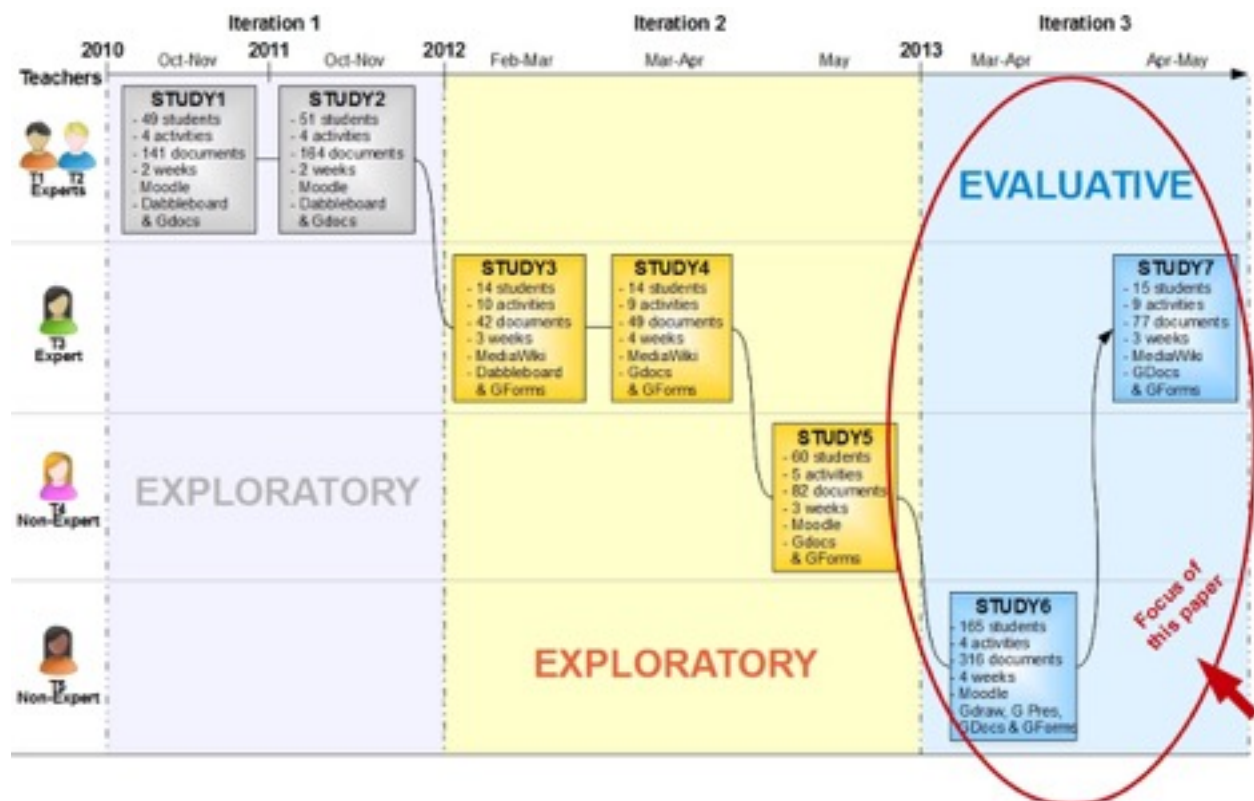 Iteration 1
Iteration 2
Iteration 3
2010
2011
2012
2013
Oct-Nov
Oct-Nov
Feb-Mar
Mar-Apr
May
Mar-Apr
Apr-May
Teachers
T1 T2
Experts
STUDY1
- 49 students
- 4 activities
- 141 documents
- 2 weeks
. Moodle
- Dabbleboard
& Gdocs
STUDY2
- 51 students
- 4 activities
- 164 documents
- 2 weeks
. Moodle
- Dabbleboard
& Gdocs
EVALUATIVE
T3
Expert
STUDY3
- 14 students
- 10 activities
- 42 documents
- 3 weeks
- MediaWiki
- Dabbleboard
& GForms
STUDY4
- 14 students
- 9 activities
- 49 documents
- 4 weeks
- MediaWiki
- Gdocs
& GForms
STUDY7
- 15 students
- 9 activities
- 77 documents
- 3 weeks
- MediaWiki
- GDocs
& GForms
T4
Non-Expert
EXPLORATORY
STUDY5
- 60 students
- 5 activities
- 82 documents
- 3 weeks
- Moodle
- Gdocs
& GForms
T5
Non-Expert
EXPLORATORY
STUDY6
- 165 students
- 4 activities
- 316 documents
- 4 weeks
- Moodle
Gdraw, G Pres,
GDocs & GForms
Focus of
this paper